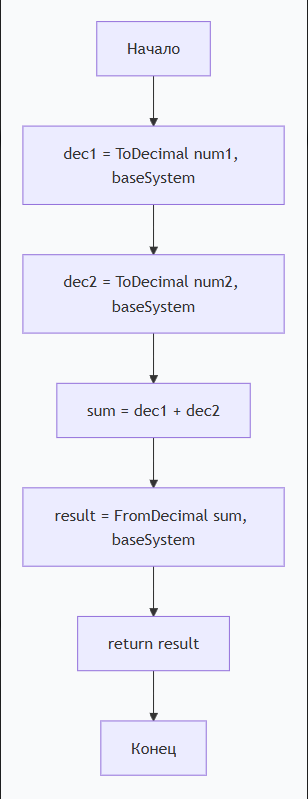 Начало
dec1 = ToDecimal num1,
baseSystem
dec2 = ToDecimal num2,
baseSystem
sum = dec1 + dec2
result = FromDecimal sum,
baseSystem
return result
Конец